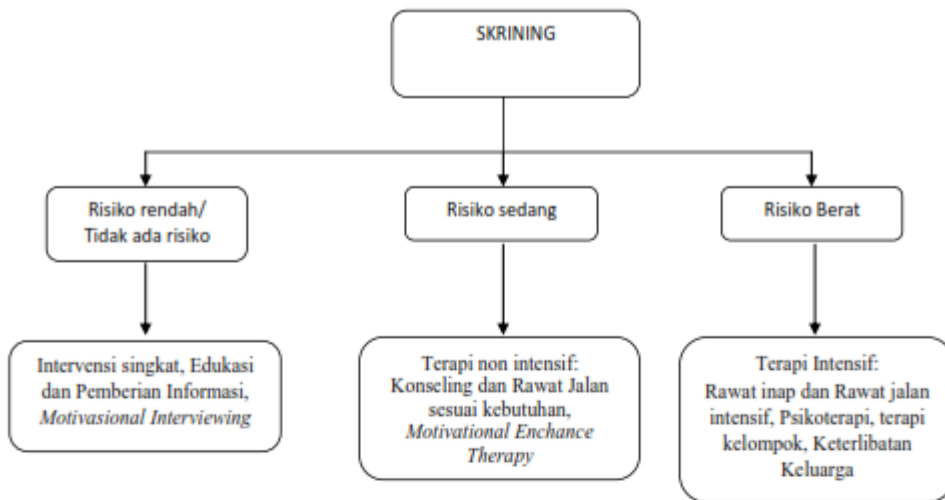 SKRINING
Risiko rendah/
Tidak ada risiko
Risiko sedang
Risiko Berat
Intervensi singkat, Edukasi
dan Pemberian Informasi,
Motivasional Interviewing
Terapi non intensif:
Konseling dan Rawat Jalan
sesuai kebutuhan,
Motivational Enchance
Therapy
Terapi Intensif:
Rawat inap dan Rawat jalan
intensif, Psikoterapi, terapi
kelompok, Keterlibatan
Keluarga